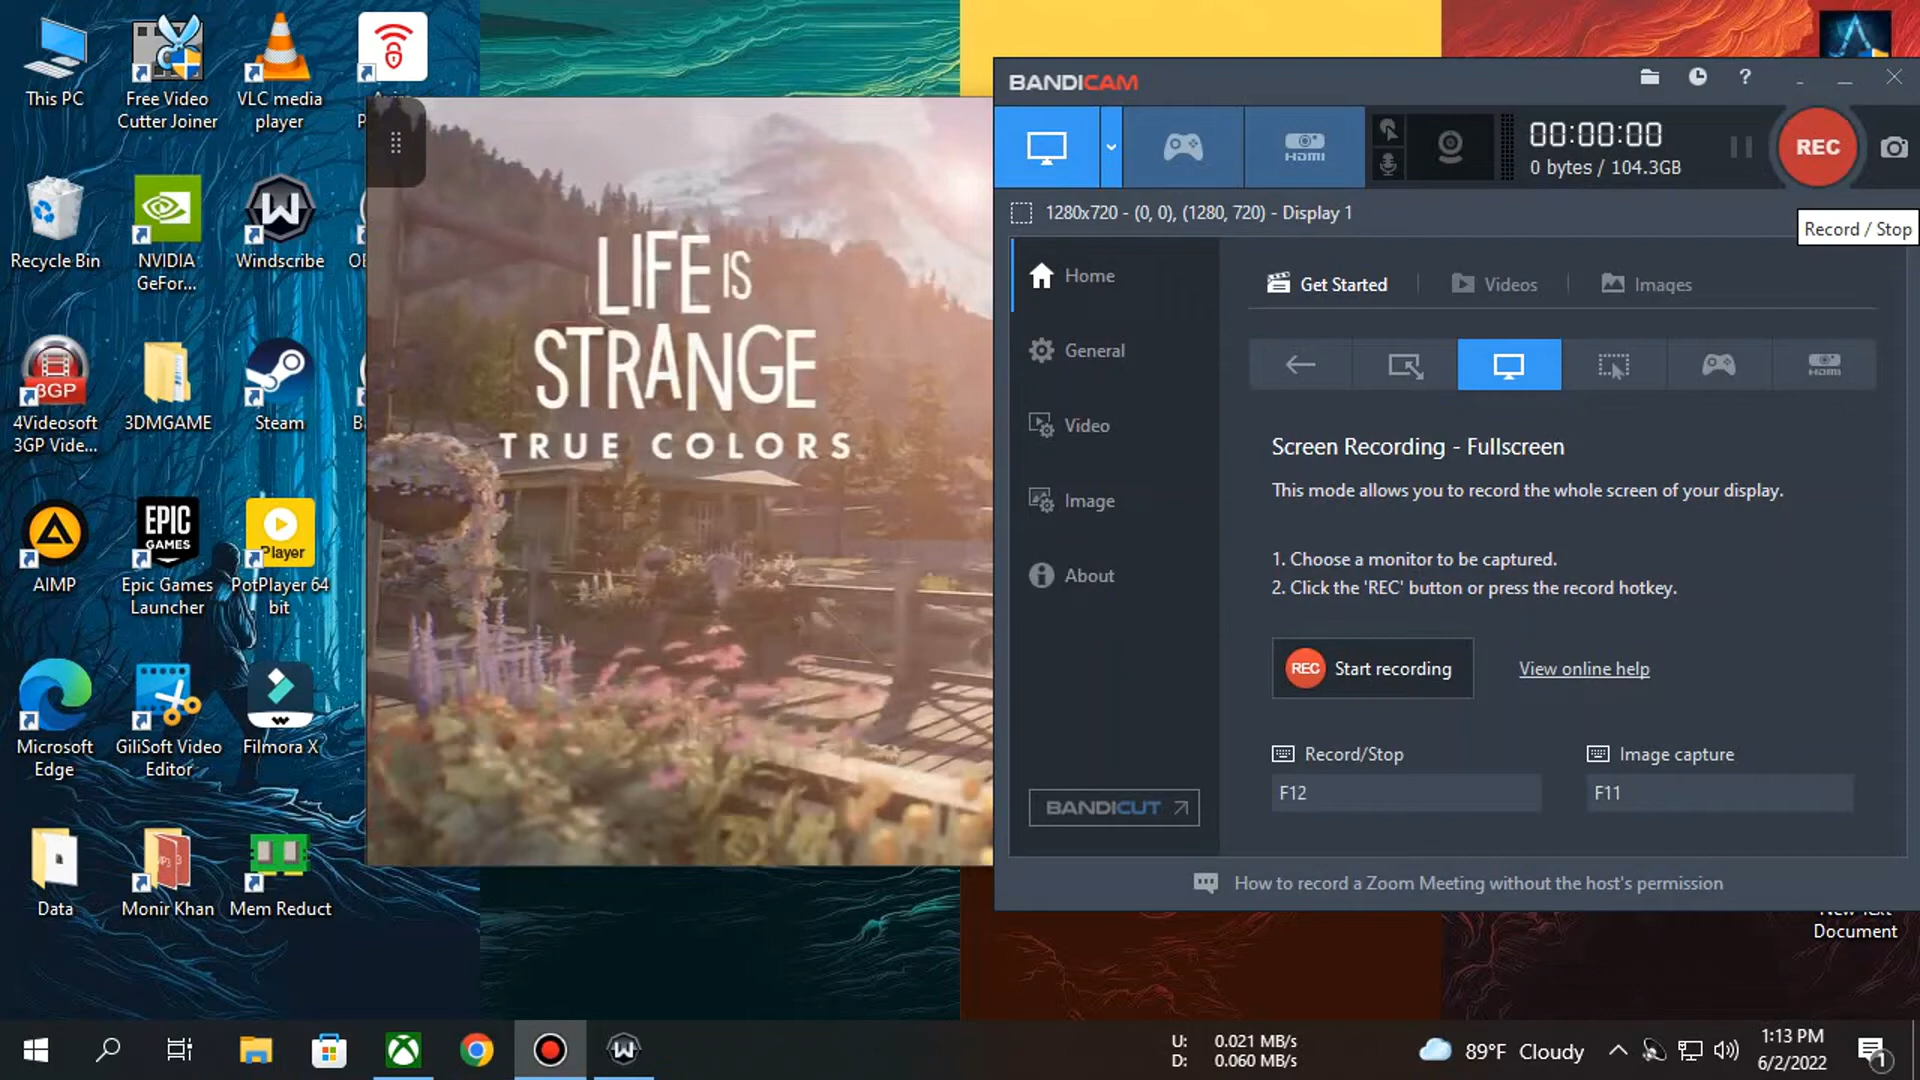 This PC
Free Video
Cutter Joiner
VLC media
player
Recycle Bin
NVIDIA
GeFor...
Windscribe
3GP
4Videosoft
3GP Vide...
3DMGAME
Steam
AIMP
EPIC
GAMES
Epic Games
Launcher
Player
PotPlayer 64
bit
Microsoft
Edge
GiliSoft Video
Editor
Filmora X
Data
MP3
Monir Khan
Mem Reduct
LIFE IS
STRANGE
TRUE COLORS
BANDICAM
?
HDMI
00:00:00
0 bytes / 104.3GB
REC
1280x720 - (0, 0), (1280, 720) - Display 1
Record / Stop
Home
General
Video
Image
About
BANDICUT
Get Started
Videos
Images
HDMI
Screen Recording - Fullscreen
This mode allows you to record the whole screen of your display.
1. Choose a monitor to be captured.
2. Click the 'REC' button or press the record hotkey.
REC Start recording
View online help
Record/Stop
Image capture
F12
F11
How to record a Zoom Meeting without the host's permission
Document
U: 0.021 MB/s
D: 0.060 MB/s
89°F Cloudy
1:13 PM
6/2/2022
1